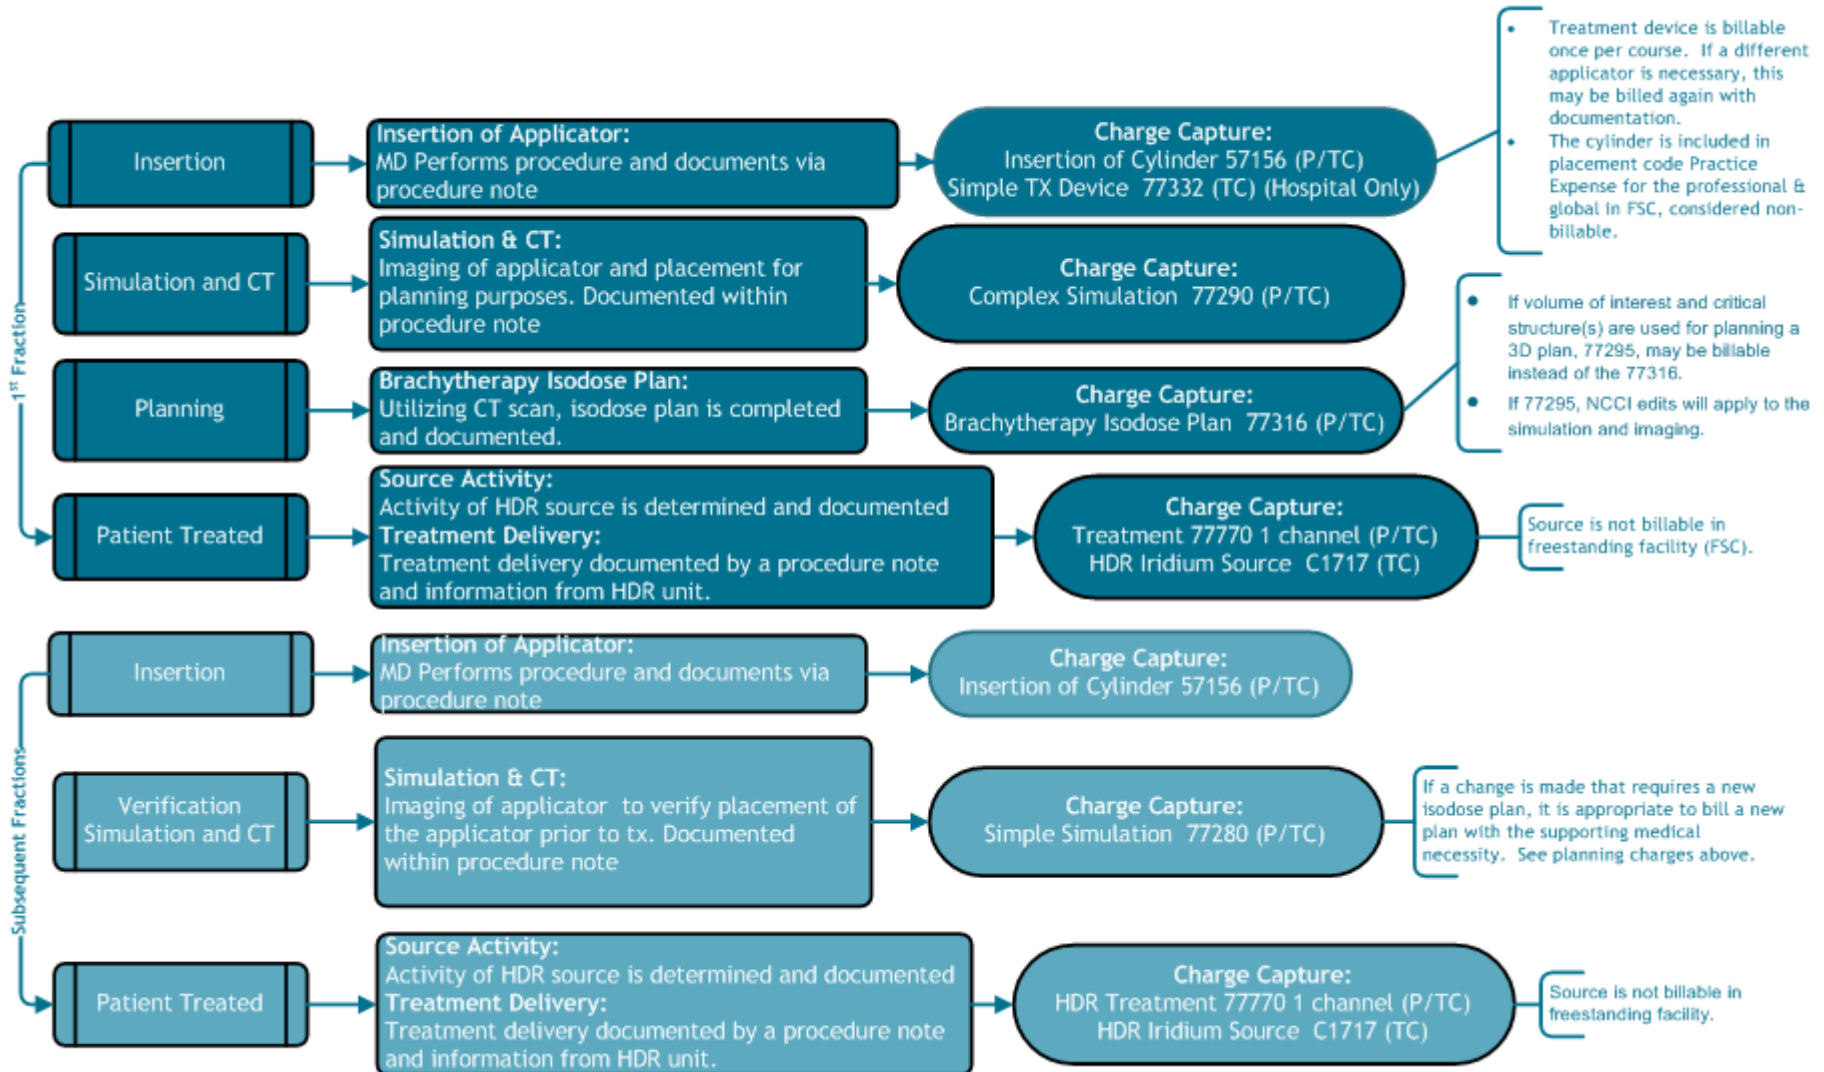 1st Fraction
Insertion
Insertion of Applicator:
MD Performs procedure and documents via
procedure note
Charge Capture:
Insertion of Cylinder 57156 (P/TC)
Simple TX Device 77332 (TC) (Hospital Only)
• Treatment device is billable
once per course. If a different
applicator is necessary, this
may be billed again with
documentation.
• The cylinder is included in
placement code Practice
Expense for the professional &
global in FSC, considered non-
billable.
Simulation and CT
Simulation & CT:
Imaging of applicator and placement for
planning purposes. Documented within
procedure note
Charge Capture:
Complex Simulation 77290 (P/TC)
Planning
Brachytherapy Isodose Plan:
Utilizing CT scan, isodose plan is completed
and documented.
Charge Capture:
Brachytherapy Isodose Plan 77316 (P/TC)
• If volume of interest and critical
structure(s) are used for planning a
3D plan, 77295, may be billable
instead of the 77316.
• If 77295, NCCI edits will apply to the
simulation and imaging.
Patient Treated
Source Activity:
Activity of HDR source is determined and documented
Treatment Delivery:
Treatment delivery documented by a procedure note
and information from HDR unit.
Charge Capture:
Treatment 77770 1 channel (P/TC)
HDR Iridium Source C1717 (TC)
Source is not billable in
freestanding facility (FSC).
Subsequent Fractions
Insertion
Insertion of Applicator:
MD Performs procedure and documents via
procedure note
Charge Capture:
Insertion of Cylinder 57156 (P/TC)
Verification
Simulation and CT
Simulation & CT:
Imaging of applicator to verify placement of
the applicator prior to tx. Documented
within procedure note
Charge Capture:
Simple Simulation 77280 (P/TC)
If a change is made that requires a new
isodose plan, it is appropriate to bill a new
plan with the supporting medical
necessity. See planning charges above.
Patient Treated
Source Activity:
Activity of HDR source is determined and documented
Treatment Delivery:
Treatment delivery documented by a procedure note
and information from HDR unit.
Charge Capture:
HDR Treatment 77770 1 channel (P/TC)
HDR Iridium Source C1717 (TC)
Source is not billable in
freestanding facility.